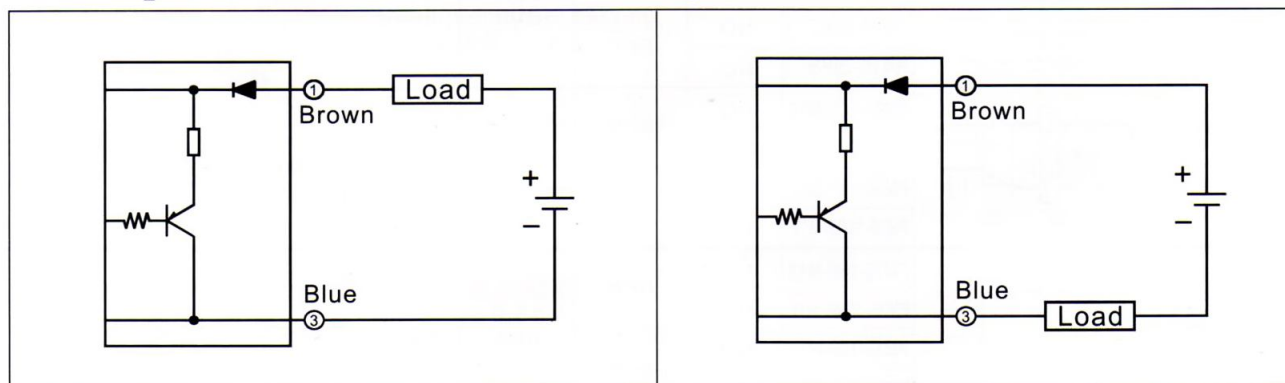 ① Load
Brown
+
−
Blue
③
①
Brown
+
−
Blue
③ Load